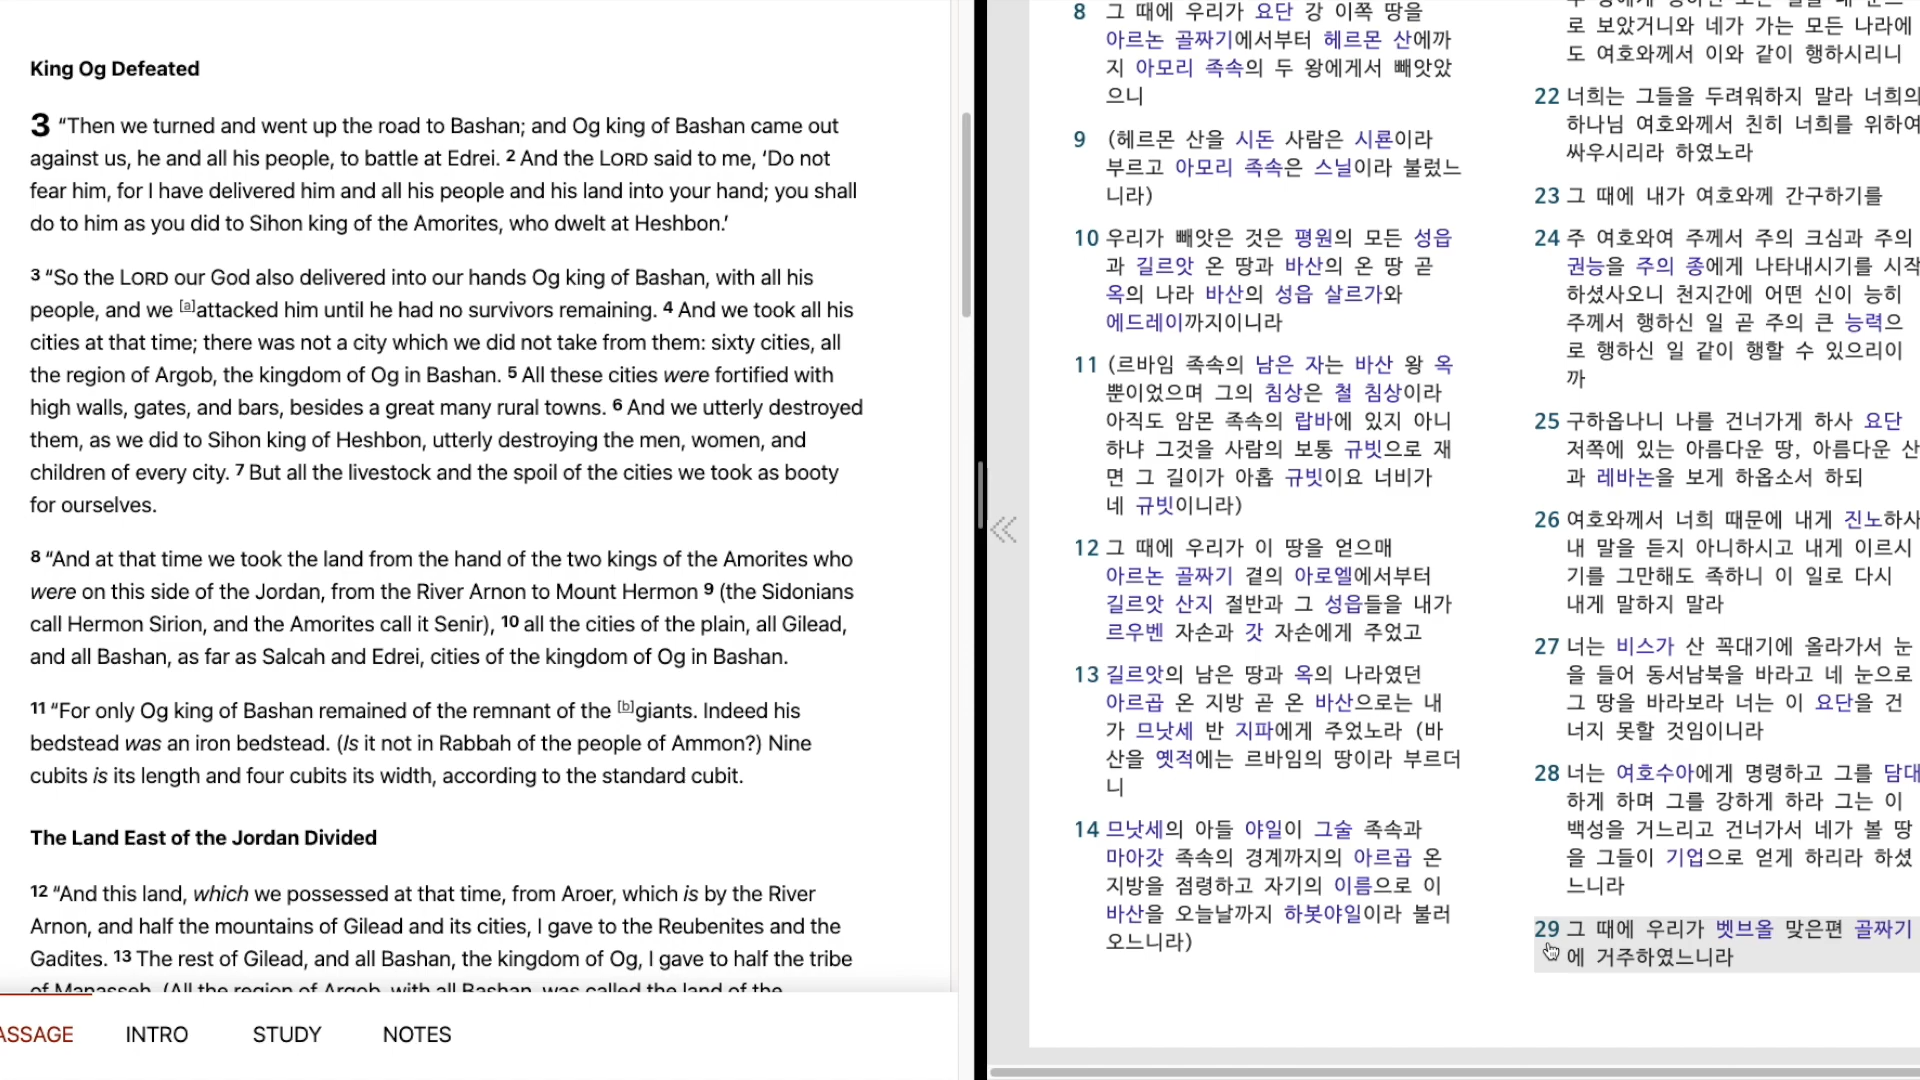 King Og Defeated
3 “Then we turned and went up the road to Bashan; and Og king of Bashan came out
against us, he and all his people, to battle at Edrei. 2 And the LORD said to me, ‘Do not
fear him, for I have delivered him and all his people and his land into your hand; you shall
do to him as you did to Sihon king of the Amorites, who dwelt at Heshbon.’
3 “So the LORD our God also delivered into our hands Og king of Bashan, with all his
people, and we [a]attacked him until he had no survivors remaining. 4 And we took all his
cities at that time; there was not a city which we did not take from them: sixty cities, all
the region of Argob, the kingdom of Og in Bashan. 5 All these cities were fortified with
high walls, gates, and bars, besides a great many rural towns. 6 And we utterly destroyed
them, as we did to Sihon king of Heshbon, utterly destroying the men, women, and
children of every city. 7 But all the livestock and the spoil of the cities we took as booty
for ourselves.
8 “And at that time we took the land from the hand of the two kings of the Amorites who
were on this side of the Jordan, from the River Arnon to Mount Hermon 9 (the Sidonians
call Hermon Sirion, and the Amorites call it Senir), 10 all the cities of the plain, all Gilead,
and all Bashan, as far as Salcah and Edrei, cities of the kingdom of Og in Bashan.
11 “For only Og king of Bashan remained of the remnant of the [b]giants. Indeed his
bedstead was an iron bedstead. (Is it not in Rabbah of the people of Ammon?) Nine
cubits is its length and four cubits its width, according to the standard cubit.
The Land East of the Jordan Divided
12 “And this land, which we possessed at that time, from Aroer, which is by the River
Arnon, and half the mountains of Gilead and its cities, I gave to the Reubenites and the
Gadites. 13 The rest of Gilead, and all Bashan, the kingdom of Og, I gave to half the tribe
of Manasseh. (All the region of Argob, with all Bashan, was called the land of the
ASSAGE INTRO STUDY NOTES
8 그 때에 우리가 요단 강 이쪽 땅을
아르논 골짜기에서부터 헤르몬 산에까
지 아모리 족속의 두 왕에게서 빼앗았
으니
9 (헤르몬 산을 시돈 사람은 시룐이라
부르고 아모리 족속은 스닐이라 불렀느
니라)
10 우리가 빼앗은 것은 평원의 모든 성읍
과 길르앗 온 땅과 바산의 온 땅 곧
옥의 나라 바산의 성읍 살르가와
에드레이까지이니라
11 (르바임 족속의 남은 자는 바산 왕 옥
뿐이었으며 그의 침상은 철 침상이라
아직도 암몬 족속의 랍바에 있지 아니
하냐 그것을 사람의 보통 규빗으로 재
면 그 길이가 아홉 규빗이요 너비가
네 규빗이니라)
12 그 때에 우리가 이 땅을 얻으매
아르논 골짜기 곁의 아로엘에서부터
길르앗 산지 절반과 그 성읍들을 내가
르우벤 자손과 갓 자손에게 주었고
13 길르앗의 남은 땅과 옥의 나라였던
아르곱 온 지방 곧 온 바산으로는 내
가 므낫세 반 지파에게 주었노라 (바
산을 옛적에는 르바임의 땅이라 부르더
니
14 므낫세의 아들 야일이 그술 족속과
마아갓 족속의 경계까지의 아르곱 온
지방을 점령하고 자기의 이름으로 이
바산을 오늘날까지 하봇야일이라 불러
오느니라)
로 보았거니와 네가 가는 모든 나라에
도 여호와께서 이와 같이 행하시리니
22 너희는 그들을 두려워하지 말라 너희의
하나님 여호와께서 친히 너희를 위하여
싸우시리라 하였노라
23 그 때에 내가 여호와께 간구하기를
24 주 여호와여 주께서 주의 크심과 주의
권능을 주의 종에게 나타내시기를 시작
하셨사오니 천지간에 어떤 신이 능히
주께서 행하신 일 곧 주의 큰 능력으
로 행하신 일 같이 행할 수 있으리이
까
25 구하옵나니 나를 건너가게 하사 요단
저쪽에 있는 아름다운 땅, 아름다운 산
과 레바논을 보게 하옵소서 하되
26 여호와께서 너희 때문에 내게 진노하사
내 말을 듣지 아니하시고 내게 이르시
기를 그만해도 족하니 이 일로 다시
내게 말하지 말라
27 너는 비스가 산 꼭대기에 올라가서 눈
을 들어 동서남북을 바라고 네 눈으로
그 땅을 바라보라 너는 이 요단을 건
너지 못할 것임이니라
28 너는 여호수아에게 명령하고 그를 담대
하게 하며 그를 강하게 하라 그는 이
백성을 거느리고 건너가서 네가 볼 땅
을 그들이 기업으로 얻게 하리라 하셨
느니라
29 그 때에 우리가 벳브올 맞은편 골짜기
에 거주하였느니라